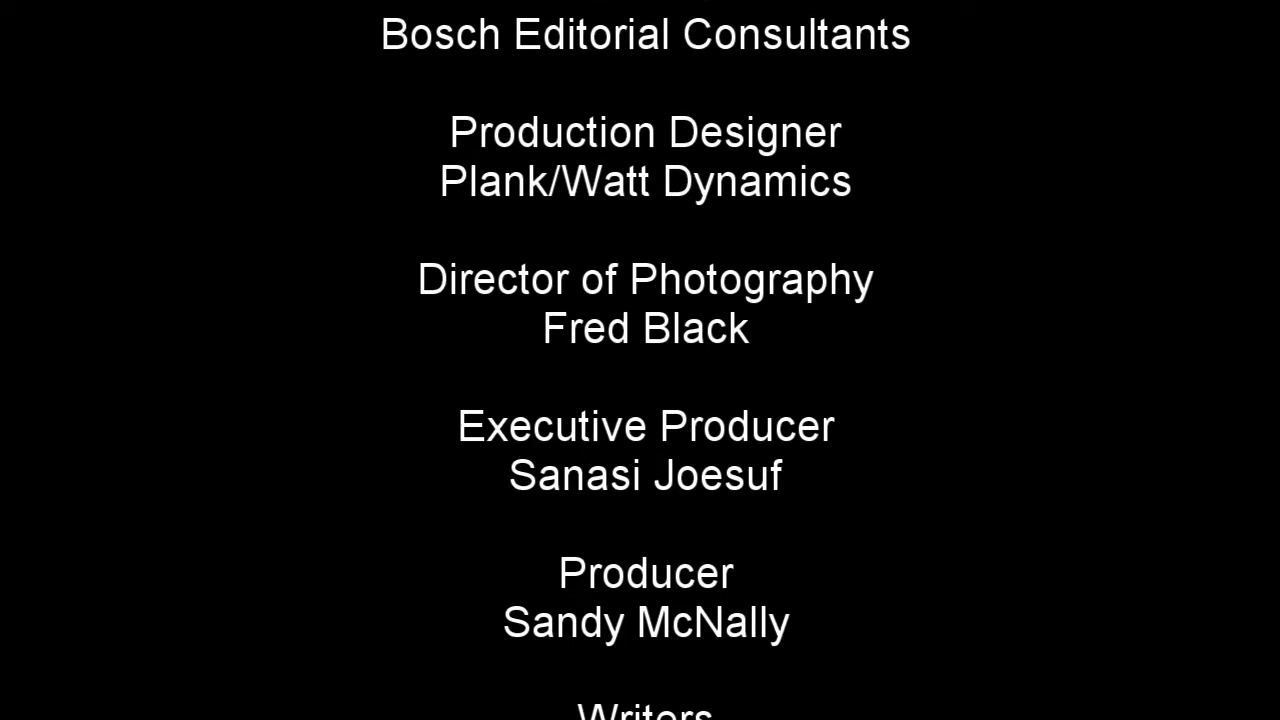 Bosch Editorial Consultants
Production Designer
Plank/Watt Dynamics
Director of Photography
Fred Black
Executive Producer
Sanasi Joesuf
Producer
Sandy McNally
Writers